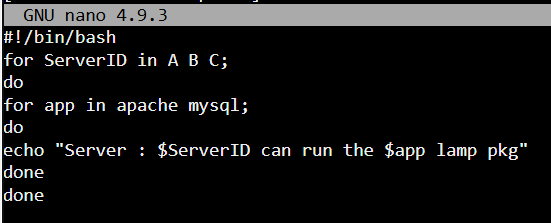 GNU nano 4.9.3
#!/bin/bash
for ServerID in A B C;
do
for app in apache mysql;
do
echo "Server : $ServerID can run the $app lamp pkg"
done
done